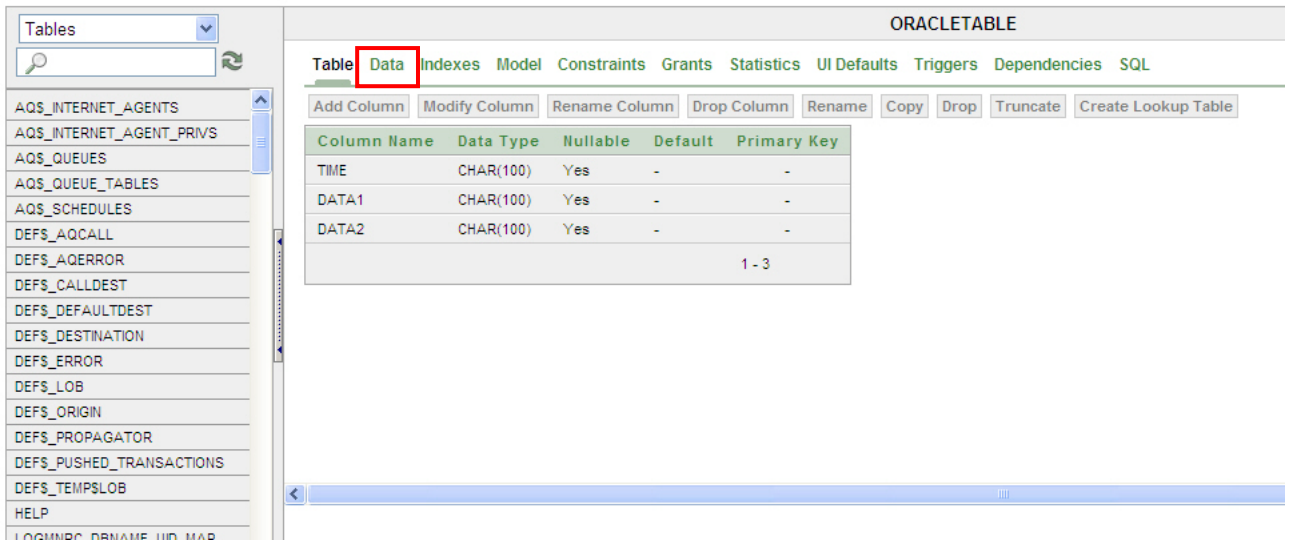 Tables
AQ$_INTERNET_AGENTS
AQ$_INTERNET_AGENT_PRIVS
AQ$_QUEUES
AQ$_QUEUE_TABLES
AQ$_SCHEDULES
DEF$_AQCALL
DEF$_AQERROR
DEF$_CALLDEST
DEF$_DEFAULTDEST
DEF$_DESTINATION
DEF$_ERROR
DEF$_LOB
DEF$_ORIGIN
DEF$_PROPAGATOR
DEF$_PUSHED_TRANSACTIONS
DEF$_TEMP$LOB
HELP
LOGMNRC_DBNAME_UID_MAP
ORACLETABLE
Table Data Indexes Model Constraints Grants Statistics UI Defaults Triggers Dependencies SQL
Add Column Modify Column Rename Column Drop Column Rename Copy Drop Truncate Create Lookup Table
Column Name Data Type Nullable Default Primary Key
TIME CHAR(100) Yes - -
DATA1 CHAR(100) Yes - -
DATA2 CHAR(100) Yes - -
1 - 3